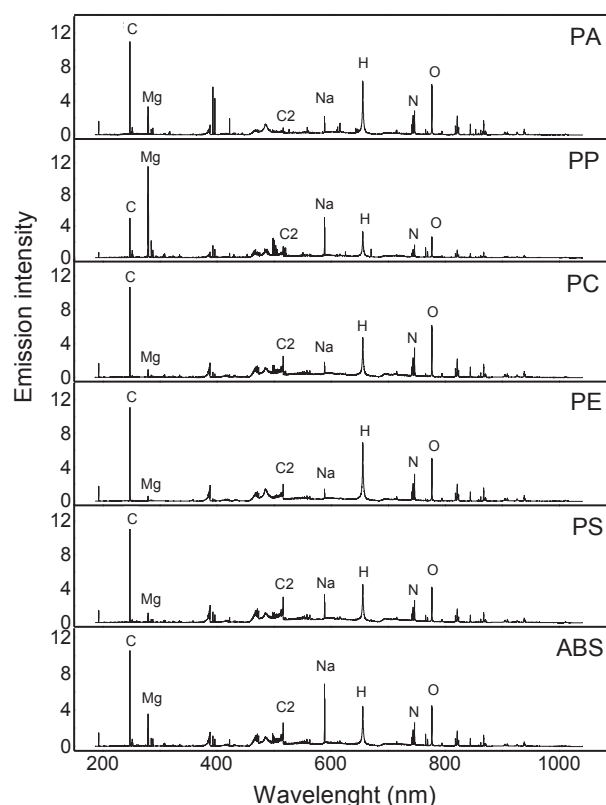 Emission intensity
12 8 4 0
PA
C
Mg
C2
Na
H
N
O
12 8 4 0
PP
C
Mg
C2
Na
H
N
O
12 8 4 0
PC
C
Mg
C2
Na
H
N
O
12 8 4 0
PE
C
Mg
C2
Na
H
N
O
12 8 4 0
PS
C
Mg
C2
Na
H
N
O
12 8 4 0
ABS
C
Mg
C2
Na
H
N
O
200 400 600 800 1000
Wavelenght (nm)